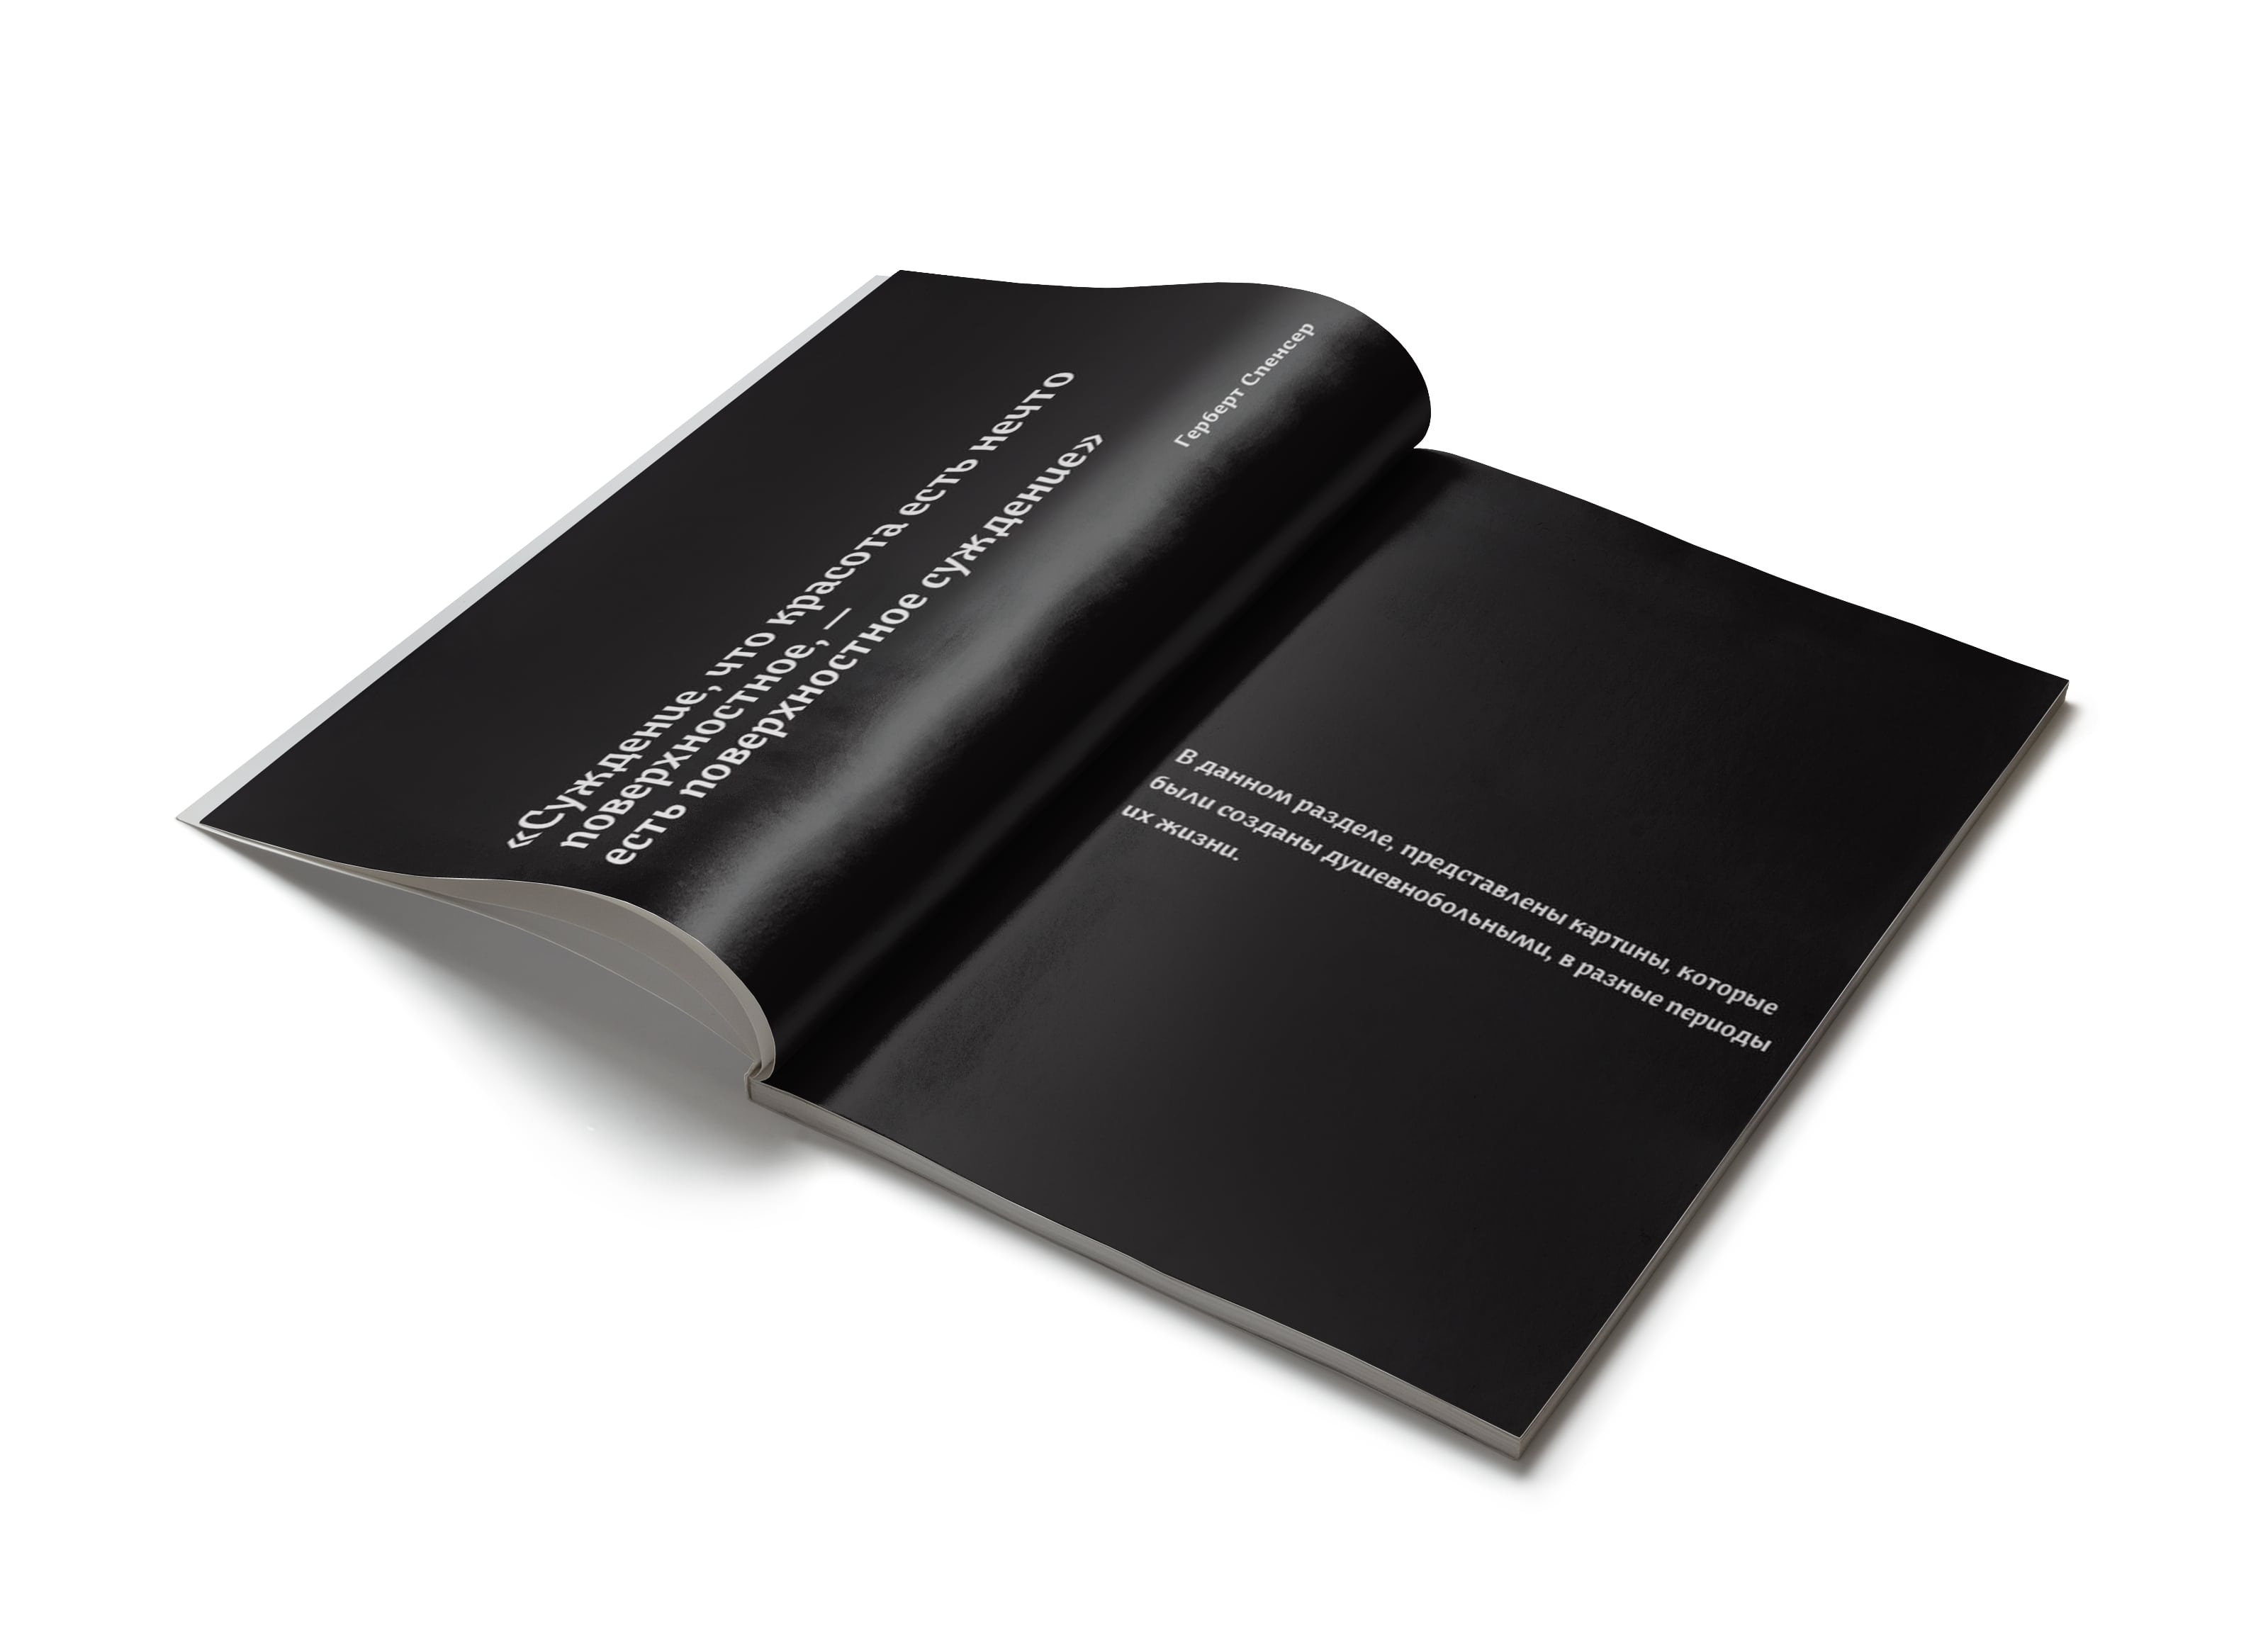 «Суждение, что красота есть нечто
поверхностное, —
есть поверхностное суждение»
Герберт Спенсер
В данном разделе, представлены картины, которые
были созданы душевнобольными, в разные периоды
их жизни.